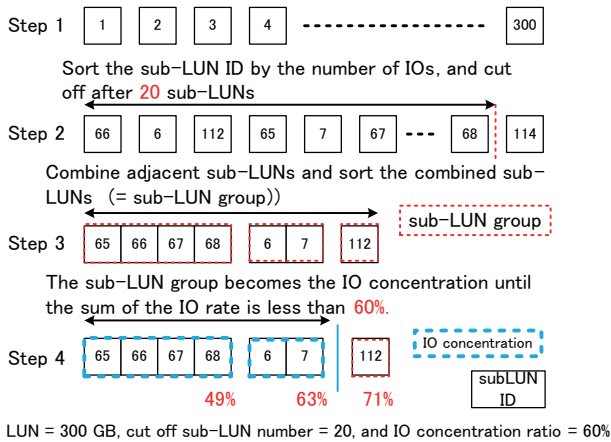 Step 1 1 2 3 4 300
Sort the sub-LUN ID by the number of IOs, and cut
off after 20 sub-LUNs
Step 2 66 6 112 65 7 67 68 114
Combine adjacent sub-LUNs and sort the combined sub-
LUNs (= sub-LUN group))
sub-LUN group
Step 3 65 66 67 68 6 7 112
The sub-LUN group becomes the IO concentration until
the sum of the IO rate is less than 60%.
IO concentration
Step 4 65 66 67 68 6 7 112
subLUN
ID
49% 63% 71%
LUN = 300 GB, cut off sub-LUN number = 20, and IO concentration ratio = 60%